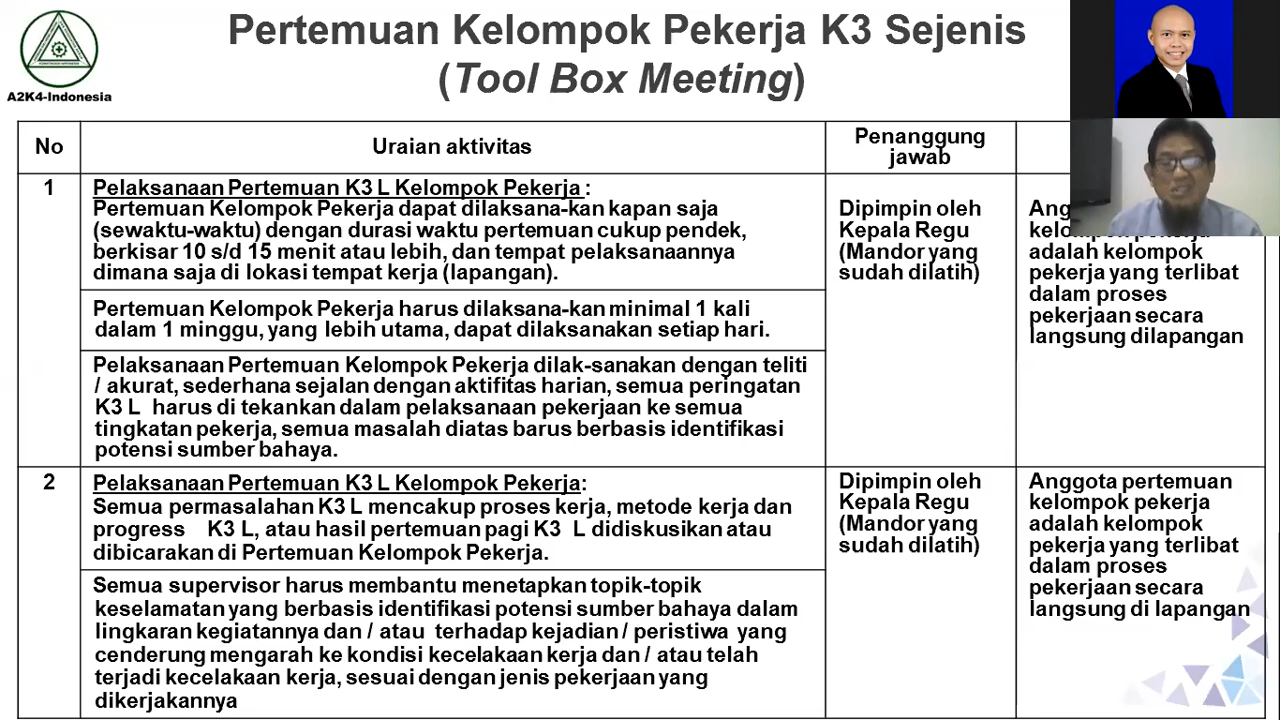 Pertemuan Kelompok Pekerja K3 Sejenis
(Tool Box Meeting)
A2K4-Indonesia
No
Uraian aktivitas
Penanggung
jawab
1
Pelaksanaan Pertemuan K3 L Kelompok Pekerja :
Pertemuan Kelompok Pekerja dapat dilaksana-kan kapan saja
(sewaktu-waktu) dengan durasi waktu pertemuan cukup pendek,
berkisar 10 s/d 15 menit atau lebih, dan tempat pelaksanaannya
dimana saja di lokasi tempat kerja (lapangan).
Pertemuan Kelompok Pekerja harus dilaksana-kan minimal 1 kali
dalam 1 minggu, yang lebih utama, dapat dilaksanakan setiap hari.
Pelaksanaan Pertemuan Kelompok Pekerja dilak-sanakan dengan teliti
/ akurat, sederhana sejalan dengan aktifitas harian, semua peringatan
K3 L harus di tekankan dalam pelaksanaan pekerjaan ke semua
tingkatan pekerja, semua masalah diatas barus berbasis identifikasi
potensi sumber bahaya.
Dipimpin oleh
Kepala Regu
(Mandor yang
sudah dilatih)
adalah kelompok
pekerja yang terlibat
dalam proses
pekerjaan secara
langsung dilapangan
2
Pelaksanaan Pertemuan K3 L Kelompok Pekerja:
Semua permasalahan K3 L mencakup proses kerja, metode kerja dan
progress K3 L, atau hasil pertemuan pagi K3 L didiskusikan atau
dibicarakan di Pertemuan Kelompok Pekerja.
Semua supervisor harus membantu menetapkan topik-topik
keselamatan yang berbasis identifikasi potensi sumber bahaya dalam
lingkaran kegiatannya dan / atau terhadap kejadian / peristiwa yang
cenderung mengarah ke kondisi kecelakaan kerja dan / atau telah
terjadi kecelakaan kerja, sesuai dengan jenis pekerjaan yang
dikerjakannya
Dipimpin oleh
Kepala Regu
(Mandor yang
sudah dilatih)
Anggota pertemuan
kelompok pekerja
adalah kelompok
pekerja yang terlibat
dalam proses
pekerjaan secara
langsung di lapangan